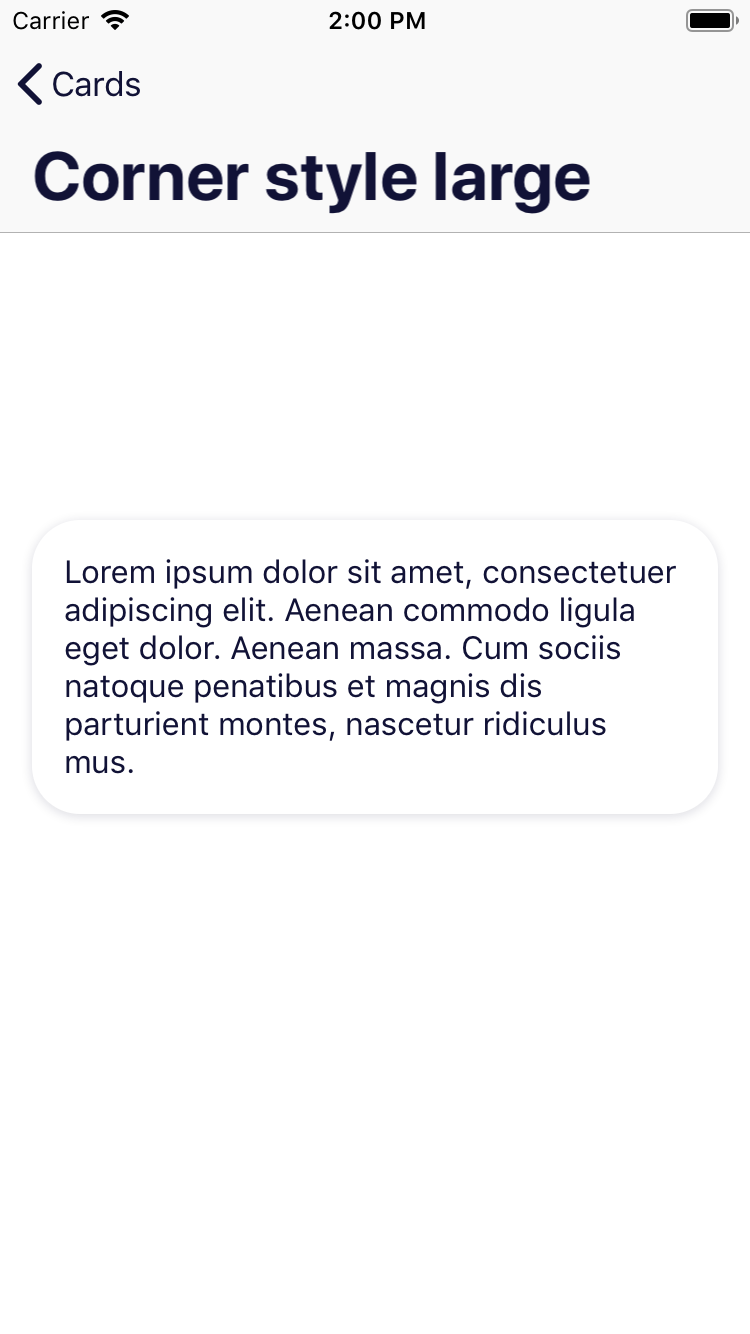 Carrier 2:00 PM
Cards
Corner style large
Lorem ipsum dolor sit amet, consectetuer
adipiscing elit. Aenean commodo ligula
eget dolor. Aenean massa. Cum sociis
natoque penatibus et magnis dis
parturient montes, nascetur ridiculus
mus.